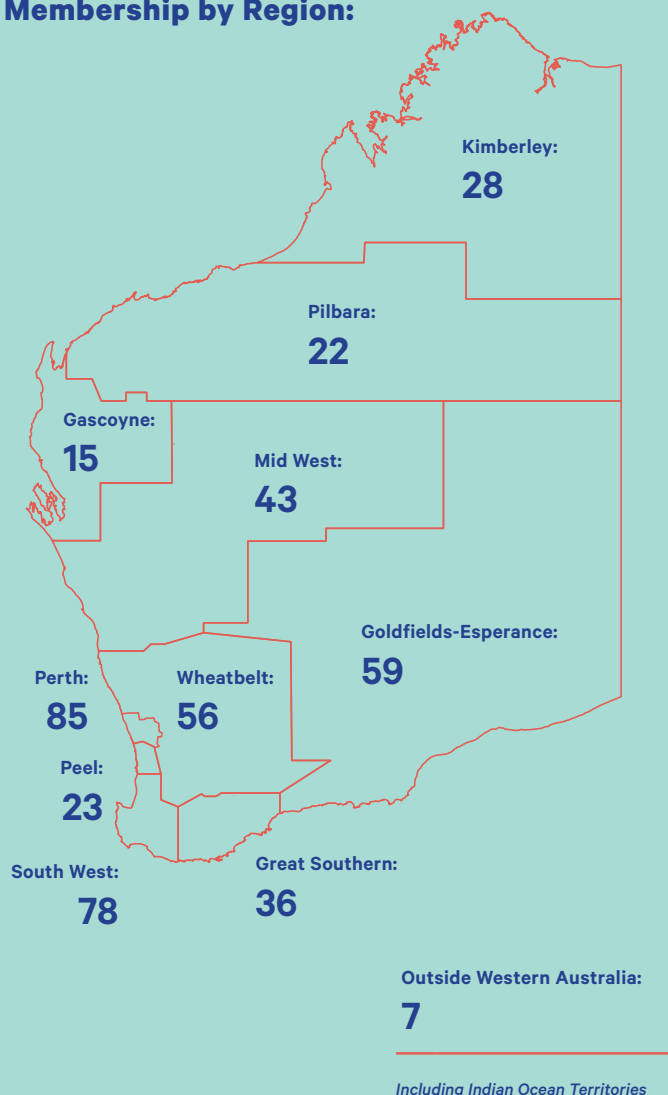 Membership by Region:
Kimberley:
28
Pilbara:
22
Gascoyne:
15
Mid West:
43
Goldfields-Esperance:
59
Perth:
85
Wheatbelt:
56
Peel:
23
South West:
78
Great Southern:
36
Outside Western Australia:
7
Including Indian Ocean Territories